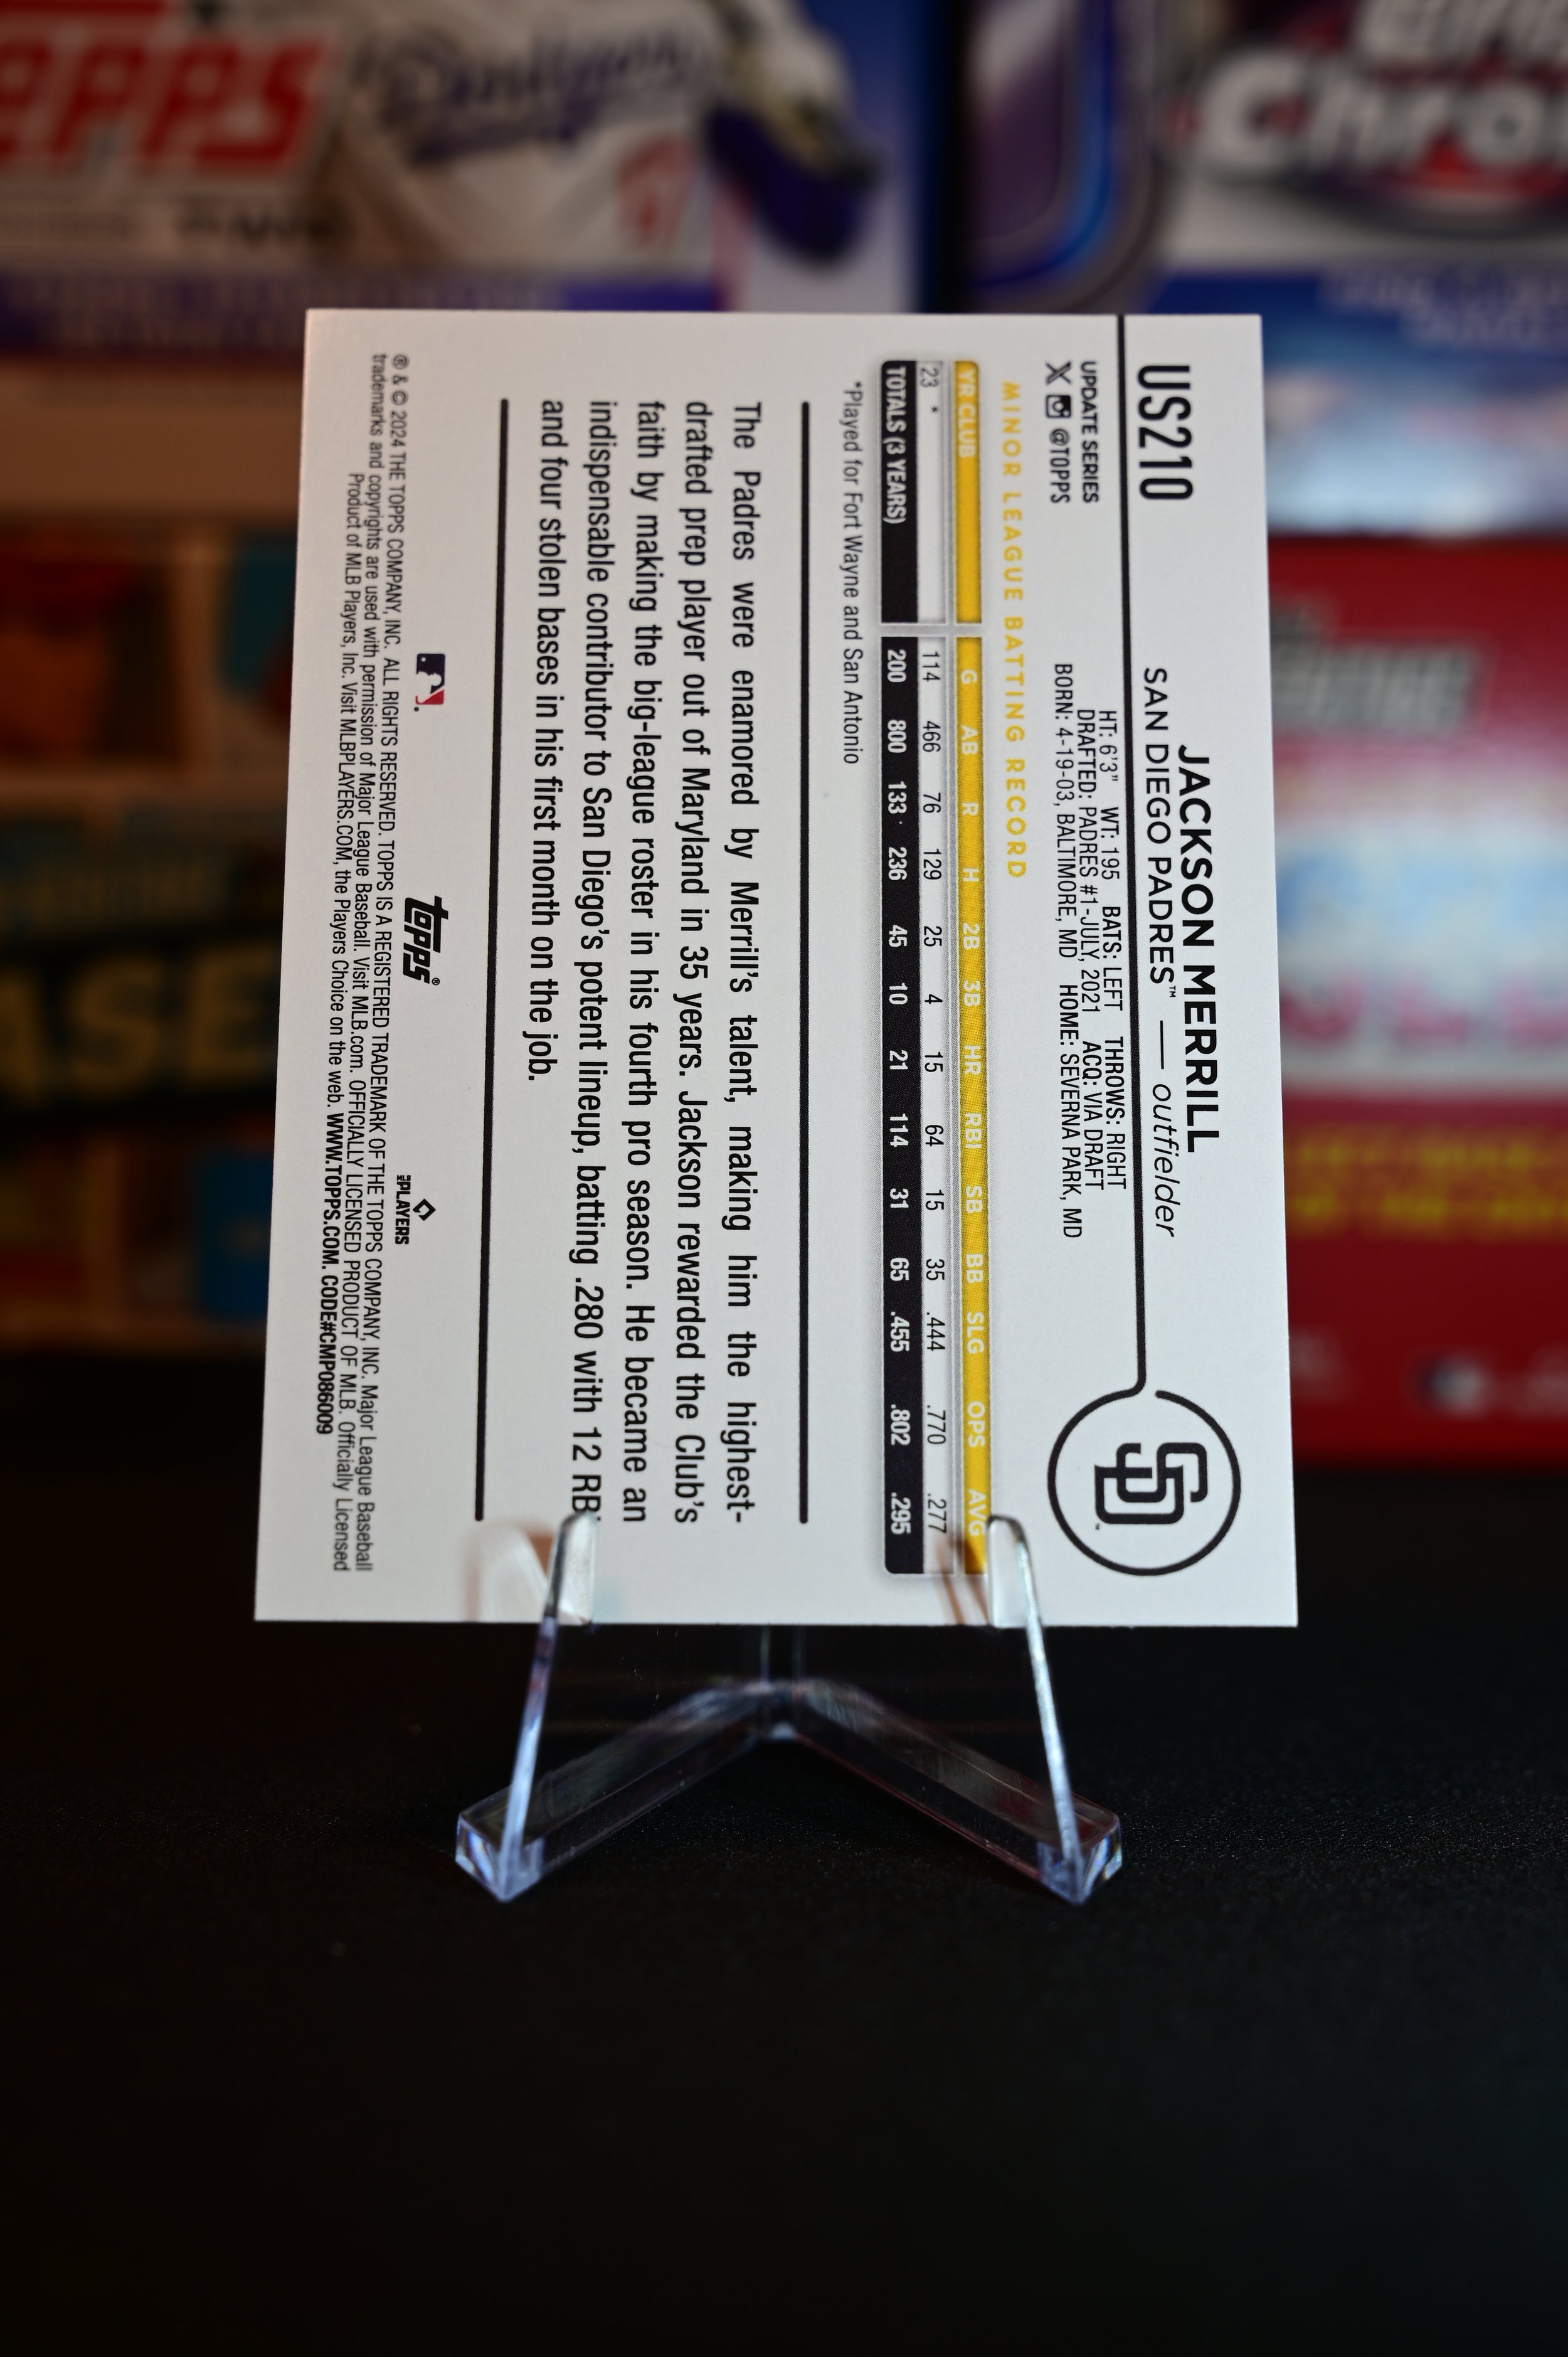 US210
JACKSON MERRILL
SAN DIEGO PADRES™ — outfielder
UPDATE SERIES
@TOPPS
HT: 6'3" WT: 195 BATS: LEFT THROWS: RIGHT
DRAFTED: PADRES #1-JULY, 2021 ACQ: VIA DRAFT
BORN: 4-19-03, BALTIMORE, MD HOME: SEVERNA PARK, MD
SD
MINOR LEAGUE BATTING RECORD
YR CLUB G AB R H 2B 3B HR RBI SB BB SLG OPS AVG
23 * 114 466 76 129 25 4 15 64 15 35 .444 .770 .277
TOTALS (3 YEARS) 200 800 133 236 45 10 21 114 31 65 .455 .802 .295
*Played for Fort Wayne and San Antonio
The Padres were enamored by Merrill's talent, making him the highest-
drafted prep player out of Maryland in 35 years. Jackson rewarded the Club's
faith by making the big-league roster in his fourth pro season. He became an
indispensable contributor to San Diego's potent lineup, batting .280 with 12 RBI
and four stolen bases in his first month on the job.
topps®
PLAYERS
® & © 2024 THE TOPPS COMPANY, INC. ALL RIGHTS RESERVED. TOPPS IS A REGISTERED TRADEMARK OF THE TOPPS COMPANY, INC. Major League Baseball
trademarks and copyrights are used with permission of Major League Baseball. Visit MLB.com. OFFICIALLY LICENSED PRODUCT OF MLB. Officially Licensed
Product of MLB Players, Inc. Visit MLBPLAYERS.COM, the Players Choice on the web. WWW.TOPPS.COM. CODE#CMP086009
Dodgers